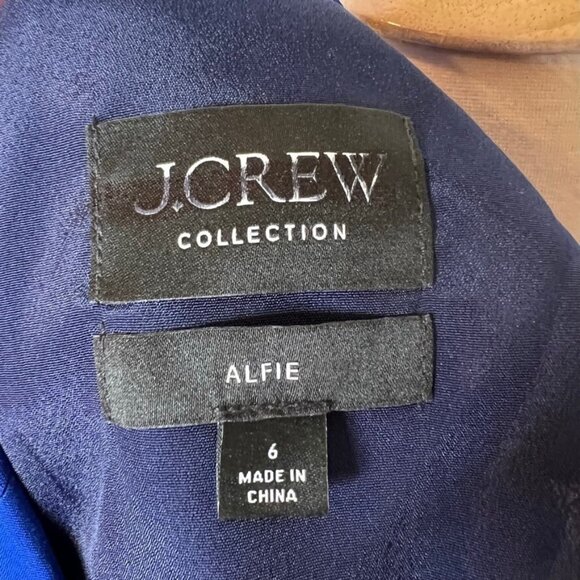 J.CREW
COLLECTION
ALFIE
6
MADE IN
CHINA